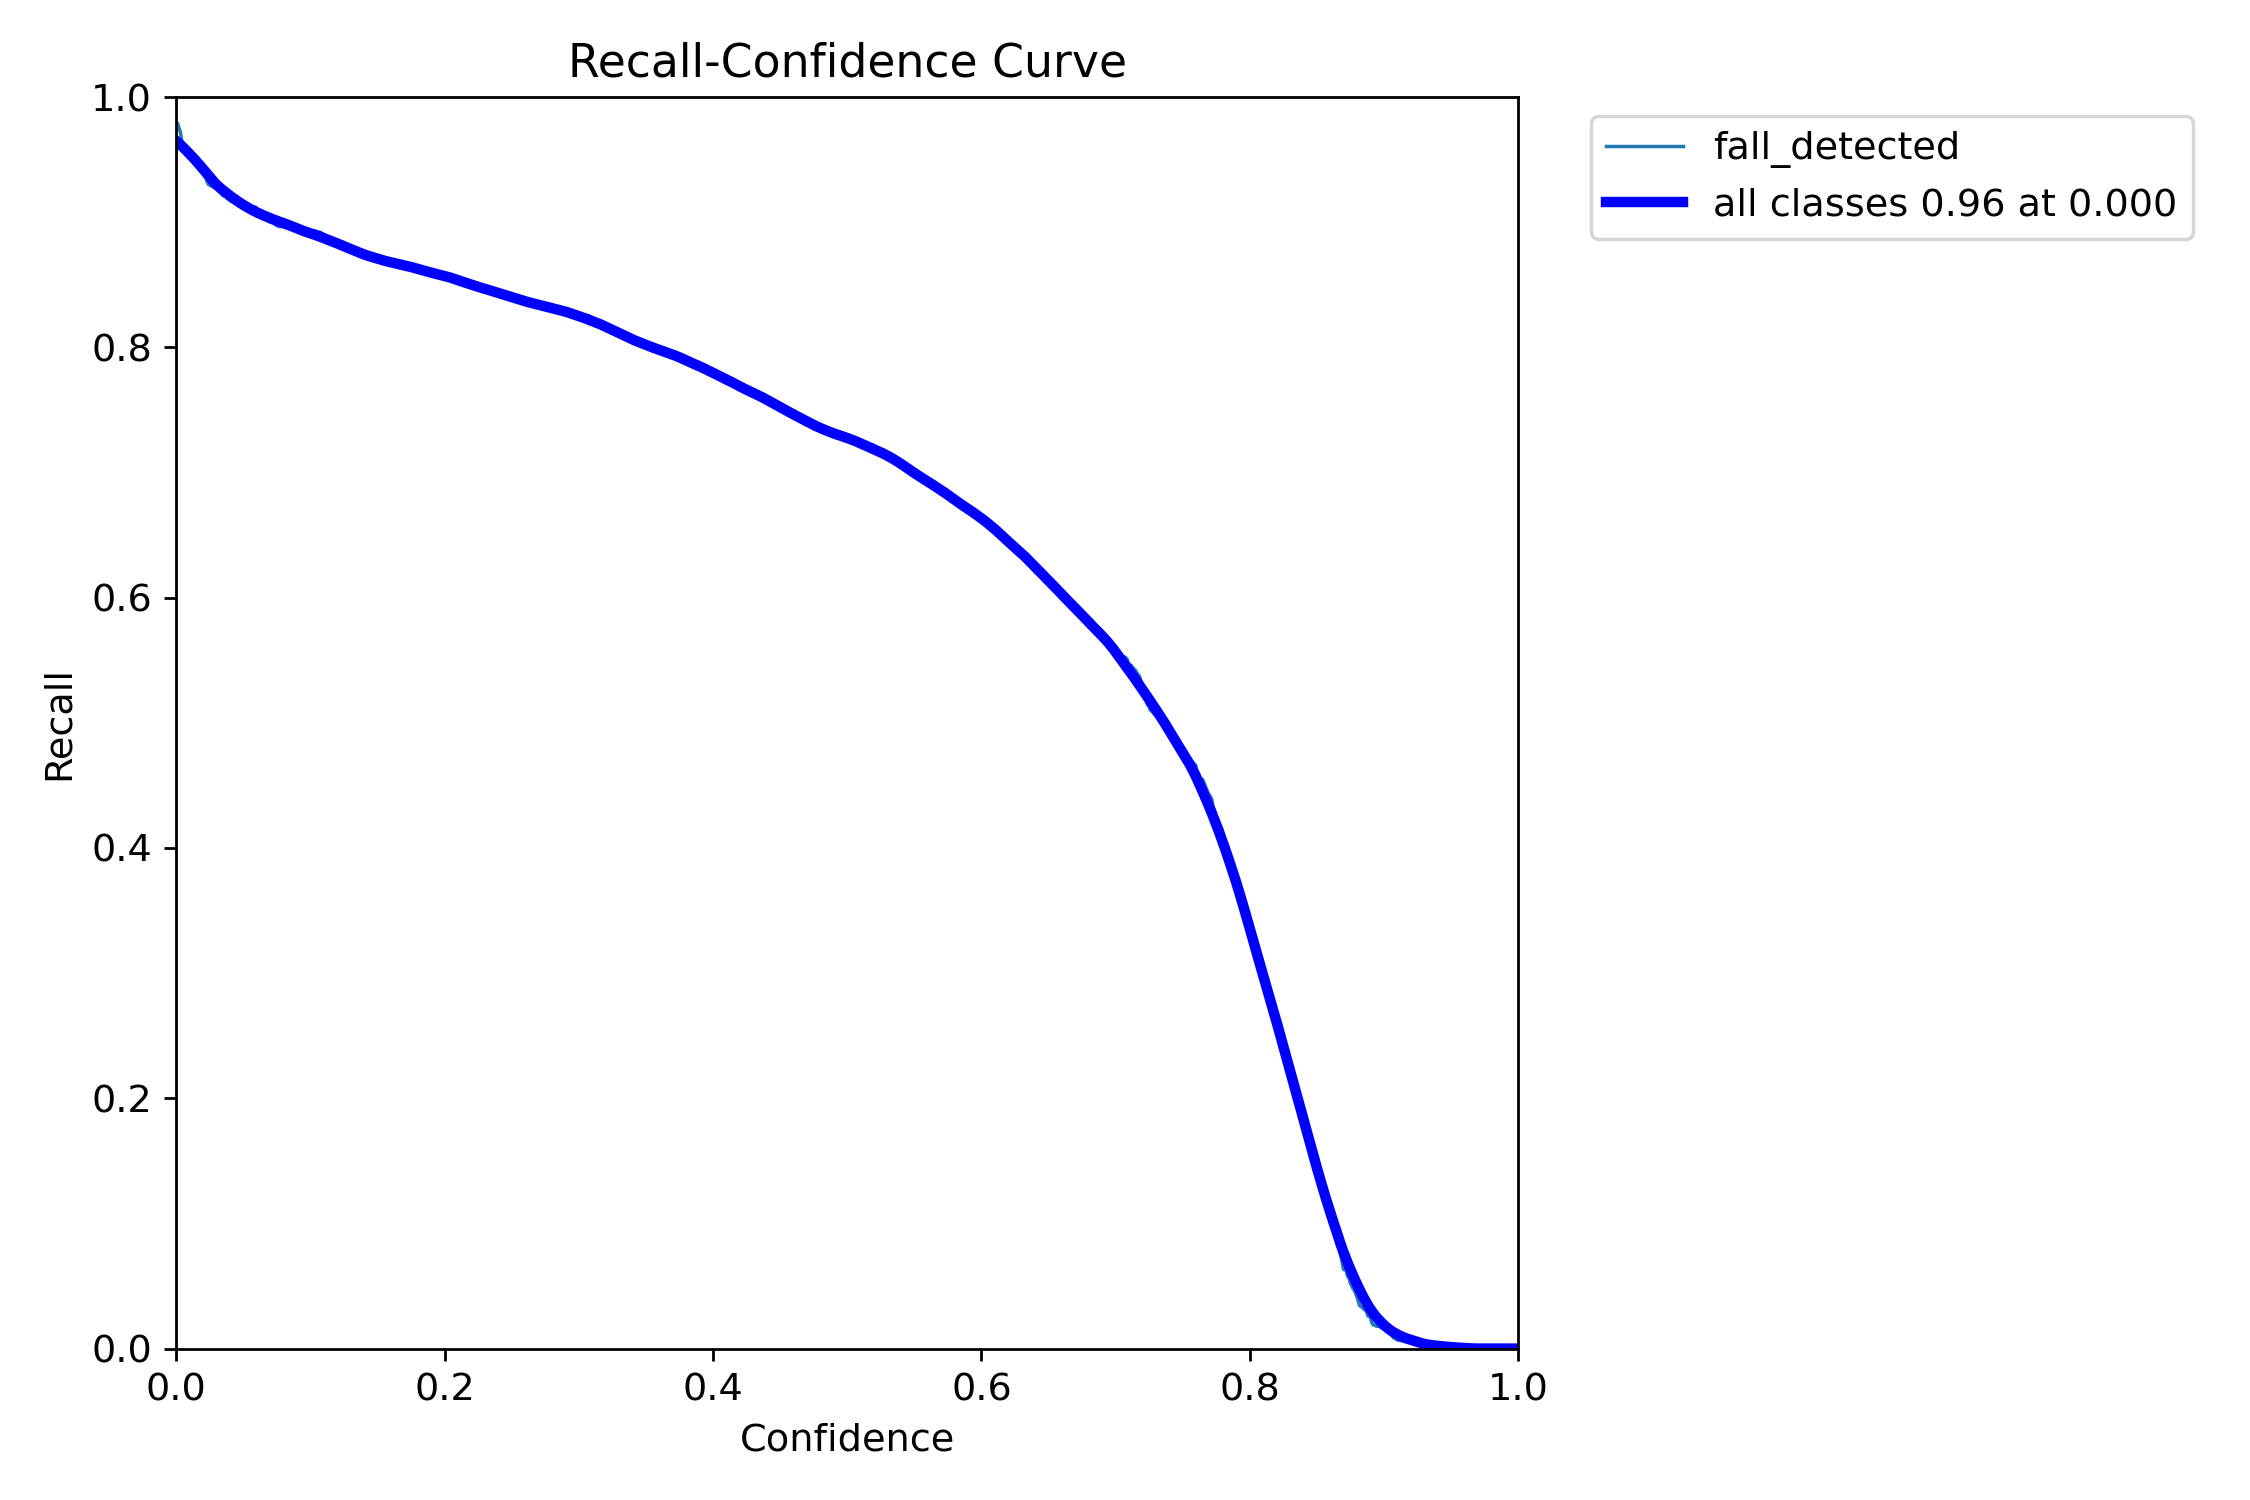 Recall-Confidence Curve
1.0
0.8
0.6
0.4
0.2
0.0
Recall
0.0 0.2 0.4 0.6 0.8 1.0
Confidence
fall_detected
all classes 0.96 at 0.000